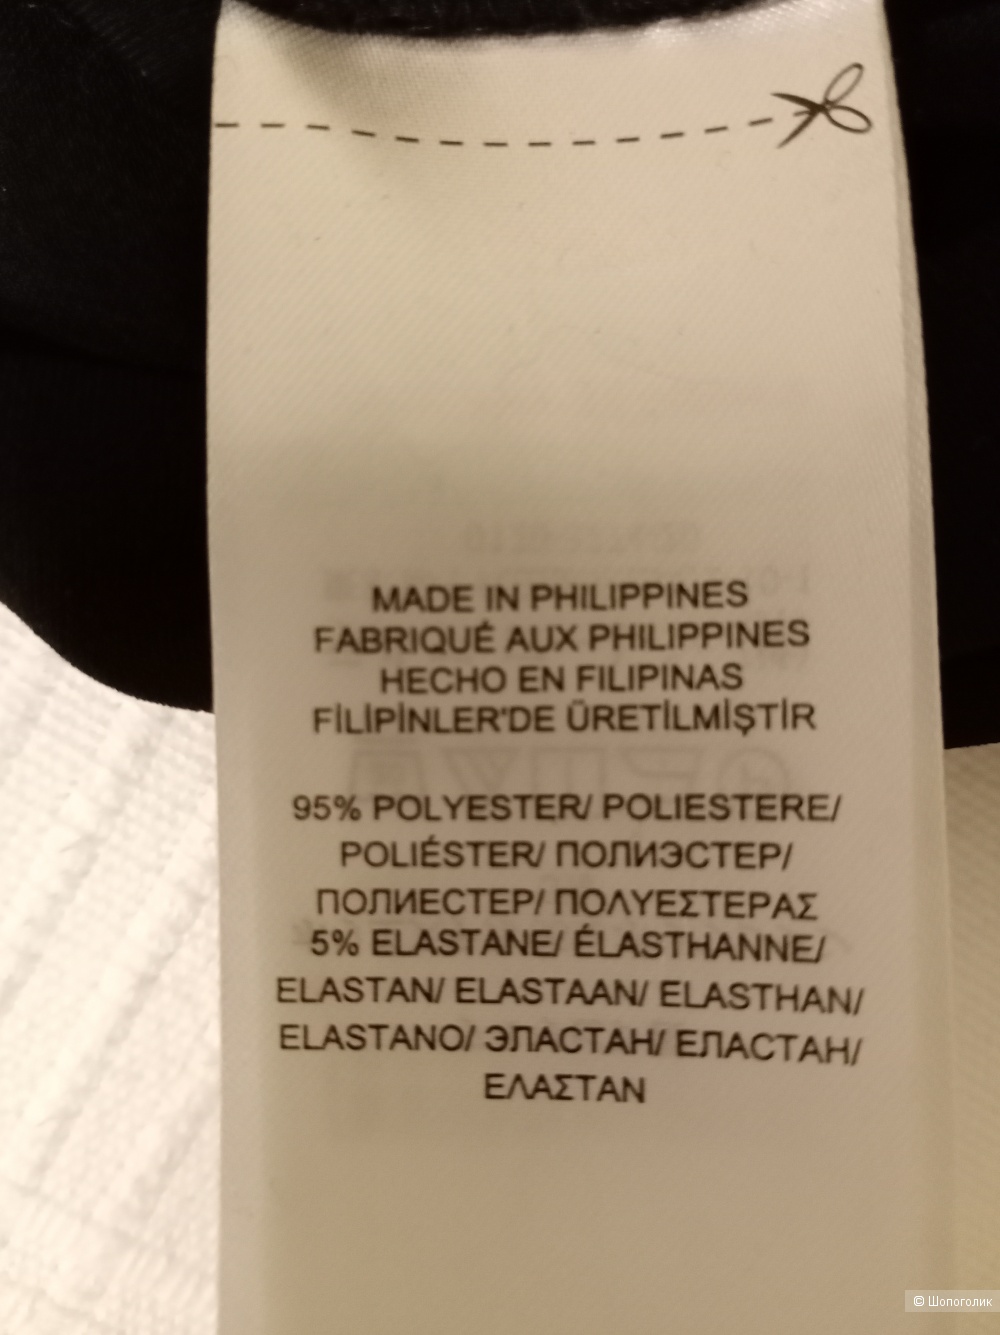 MADE IN PHILIPPINES
FABRIQUÉ AUX PHILIPPINES
HECHO EN FILIPINAS
FİLİPİNLER'DE ÜRETİLMİŞTİR
95% POLYESTER/ POLIESTERE/
POLIÉSTER/ ПОЛИЭСТЕР/
ПОЛИЕСТЕР/ ΠΟΛΥΕΣΤΕΡΑΣ
5% ELASTANE/ ÉLASTHANNE/
ELASTAN/ ELASTAAN/ ELASTHAN/
ELASTANO/ ЭЛАСТАН/ ЕЛАСТАН/
ΕΛΑΣΤΑΝ
© Шопоголик